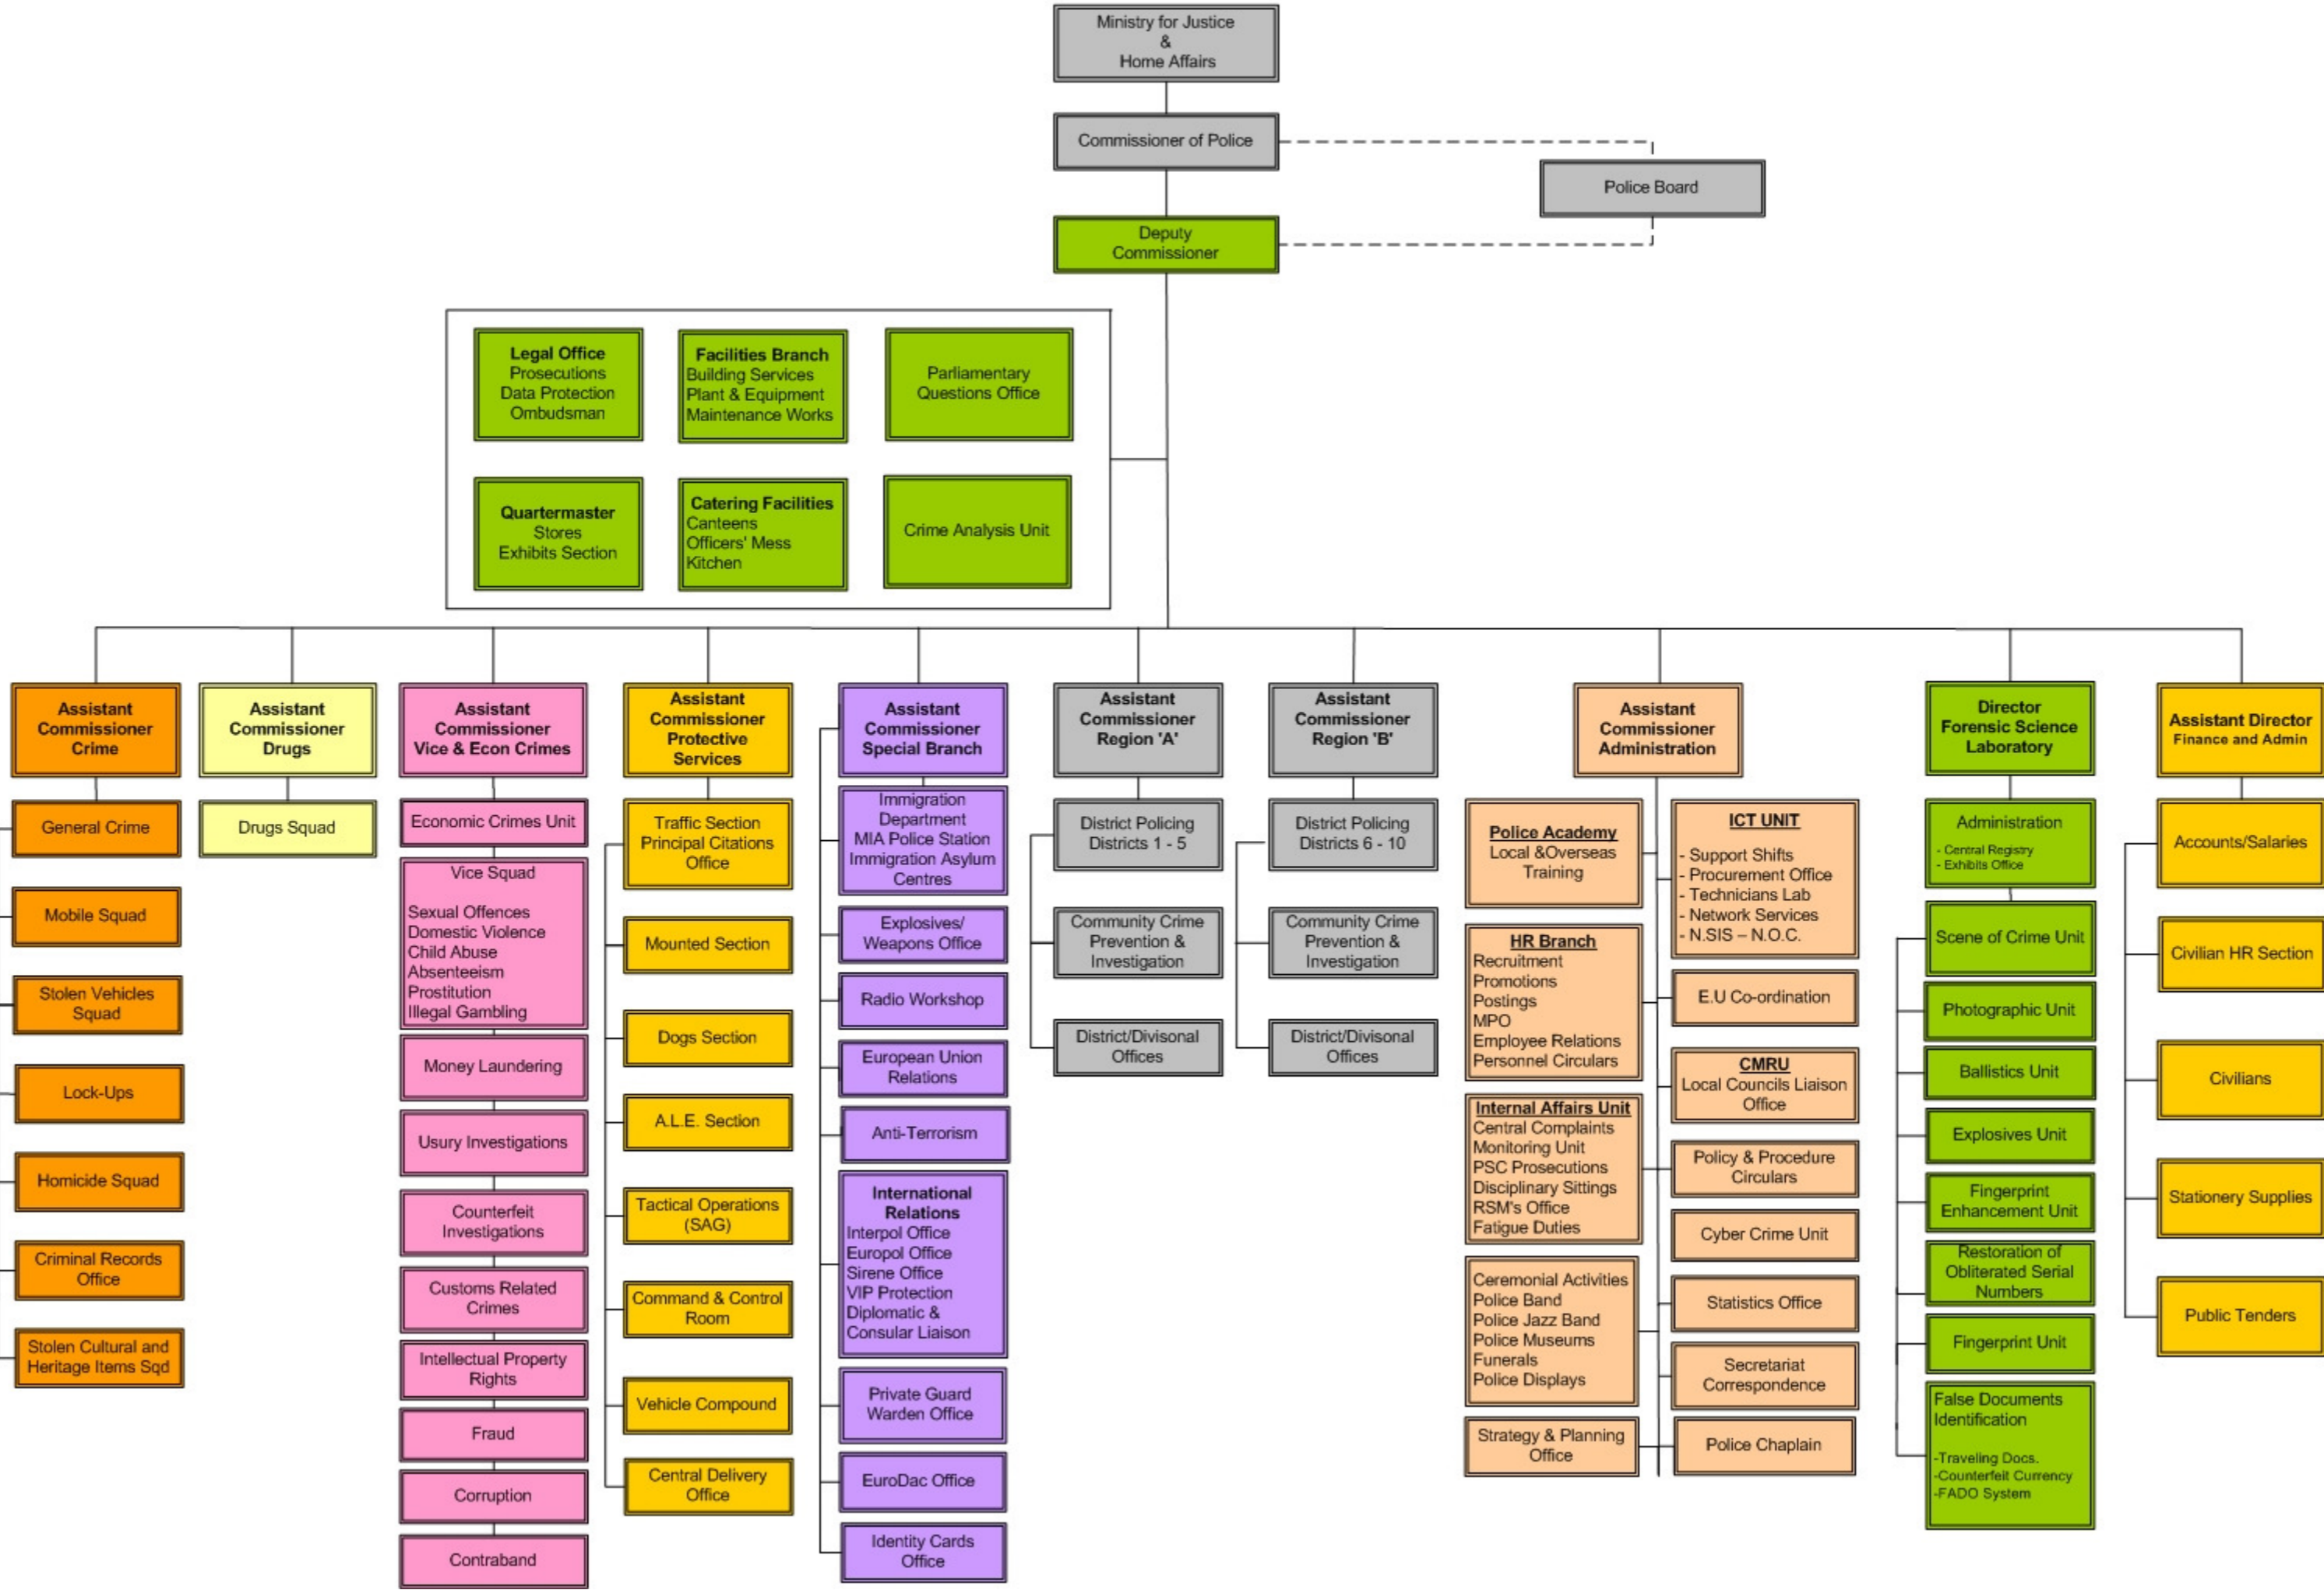 Ministry for Justice
&
Home Affairs
Commissioner of Police
Police Board
Deputy
Commissioner
Legal Office
Prosecutions
Data Protection
Ombudsman
Facilities Branch
Building Services
Plant & Equipment
Maintenance Works
Parliamentary
Questions Office
Quartermaster
Stores
Exhibits Section
Catering Facilities
Canteens
Officers' Mess
Kitchen
Crime Analysis Unit
Assistant
Commissioner
Crime
General Crime
Mobile Squad
Stolen Vehicles
Squad
Lock-Ups
Homicide Squad
Criminal Records
Office
Stolen Cultural and
Heritage Items Sqd
Assistant
Commissioner
Drugs
Drugs Squad
Assistant
Commissioner
Vice & Econ Crimes
Economic Crimes Unit
Vice Squad
Sexual Offences
Domestic Violence
Child Abuse
Absenteeism
Prostitution
Illegal Gambling
Money Laundering
Usury Investigations
Counterfeit
Investigations
Customs Related
Crimes
Intellectual Property
Rights
Fraud
Corruption
Contraband
Assistant
Commissioner
Protective
Services
Traffic Section
Principal Citations
Office
Mounted Section
Dogs Section
A.L.E. Section
Tactical Operations
(SAG)
Command & Control
Room
Vehicle Compound
Central Delivery
Office
Assistant
Commissioner
Special Branch
Immigration
Department
MIA Police Station
Immigration Asylum
Centres
Explosives/
Weapons Office
Radio Workshop
European Union
Relations
Anti-Terrorism
International
Relations
Interpol Office
Europol Office
Sirene Office
VIP Protection
Diplomatic &
Consular Liaison
Private Guard
Warden Office
EuroDac Office
Identity Cards
Office
Assistant
Commissioner
Region 'A'
District Policing
Districts 1 - 5
Community Crime
Prevention &
Investigation
District/Divisonal
Offices
Assistant
Commissioner
Region 'B'
District Policing
Districts 6 - 10
Community Crime
Prevention &
Investigation
District/Divisonal
Offices
Assistant
Commissioner
Administration
Police Academy
Local &Overseas
Training
HR Branch
Recruitment
Promotions
Postings
MPO
Employee Relations
Personnel Circulars
Internal Affairs Unit
Central Complaints
Monitoring Unit
PSC Prosecutions
Disciplinary Sittings
RSM's Office
Fatigue Duties
Ceremonial Activities
Police Band
Police Jazz Band
Police Museums
Funerals
Police Displays
Strategy & Planning
Office
ICT UNIT
- Support Shifts
- Procurement Office
- Technicians Lab
- Network Services
- N.SIS – N.O.C.
E.U Co-ordination
CMRU
Local Councils Liaison
Office
Policy & Procedure
Circulars
Cyber Crime Unit
Statistics Office
Secretariat
Correspondence
Police Chaplain
Director
Forensic Science
Laboratory
Administration
- Central Registry
- Exhibits Office
Scene of Crime Unit
Photographic Unit
Ballistics Unit
Explosives Unit
Fingerprint
Enhancement Unit
Restoration of
Obliterated Serial
Numbers
Fingerprint Unit
False Documents
Identification
-Traveling Docs.
-Counterfeit Currency
-FADO System
Assistant Director
Finance and Admin
Accounts/Salaries
Civilian HR Section
Civilians
Stationery Supplies
Public Tenders